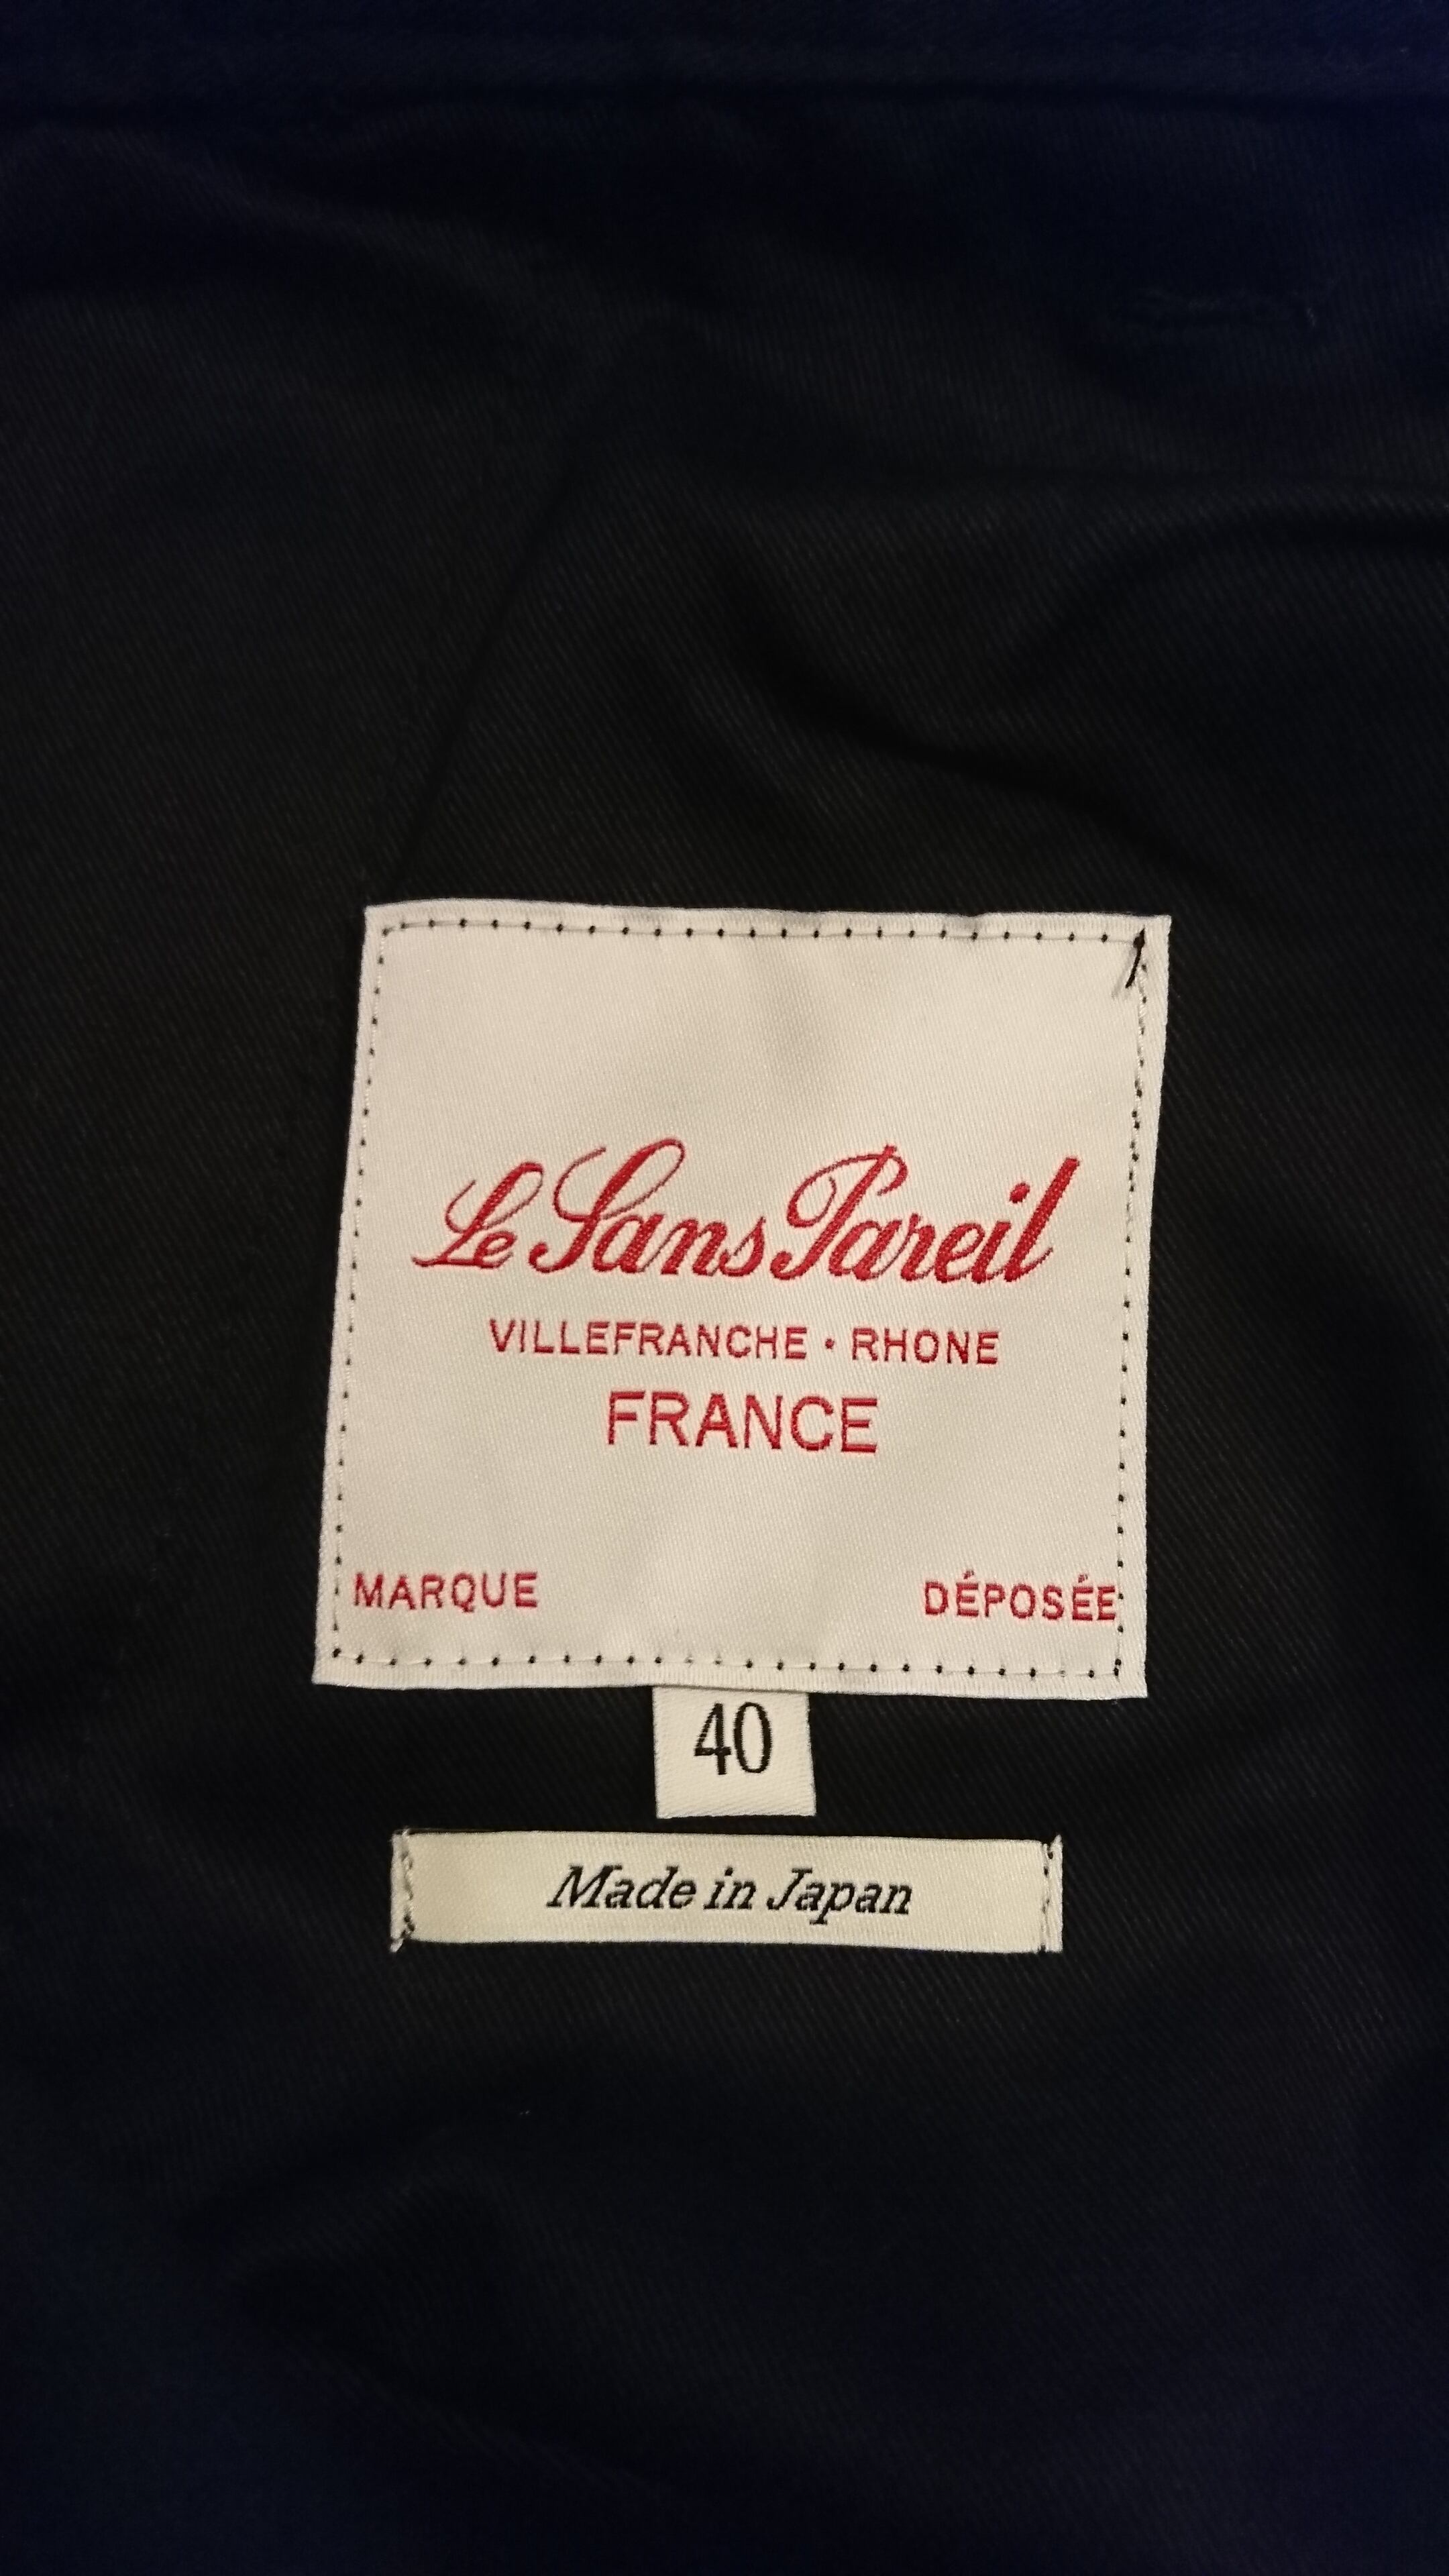 Le Sans Pareil
VILLEFRANCHE · RHONE
FRANCE
MARQUE DÉPOSÉE
40
Made in Japan